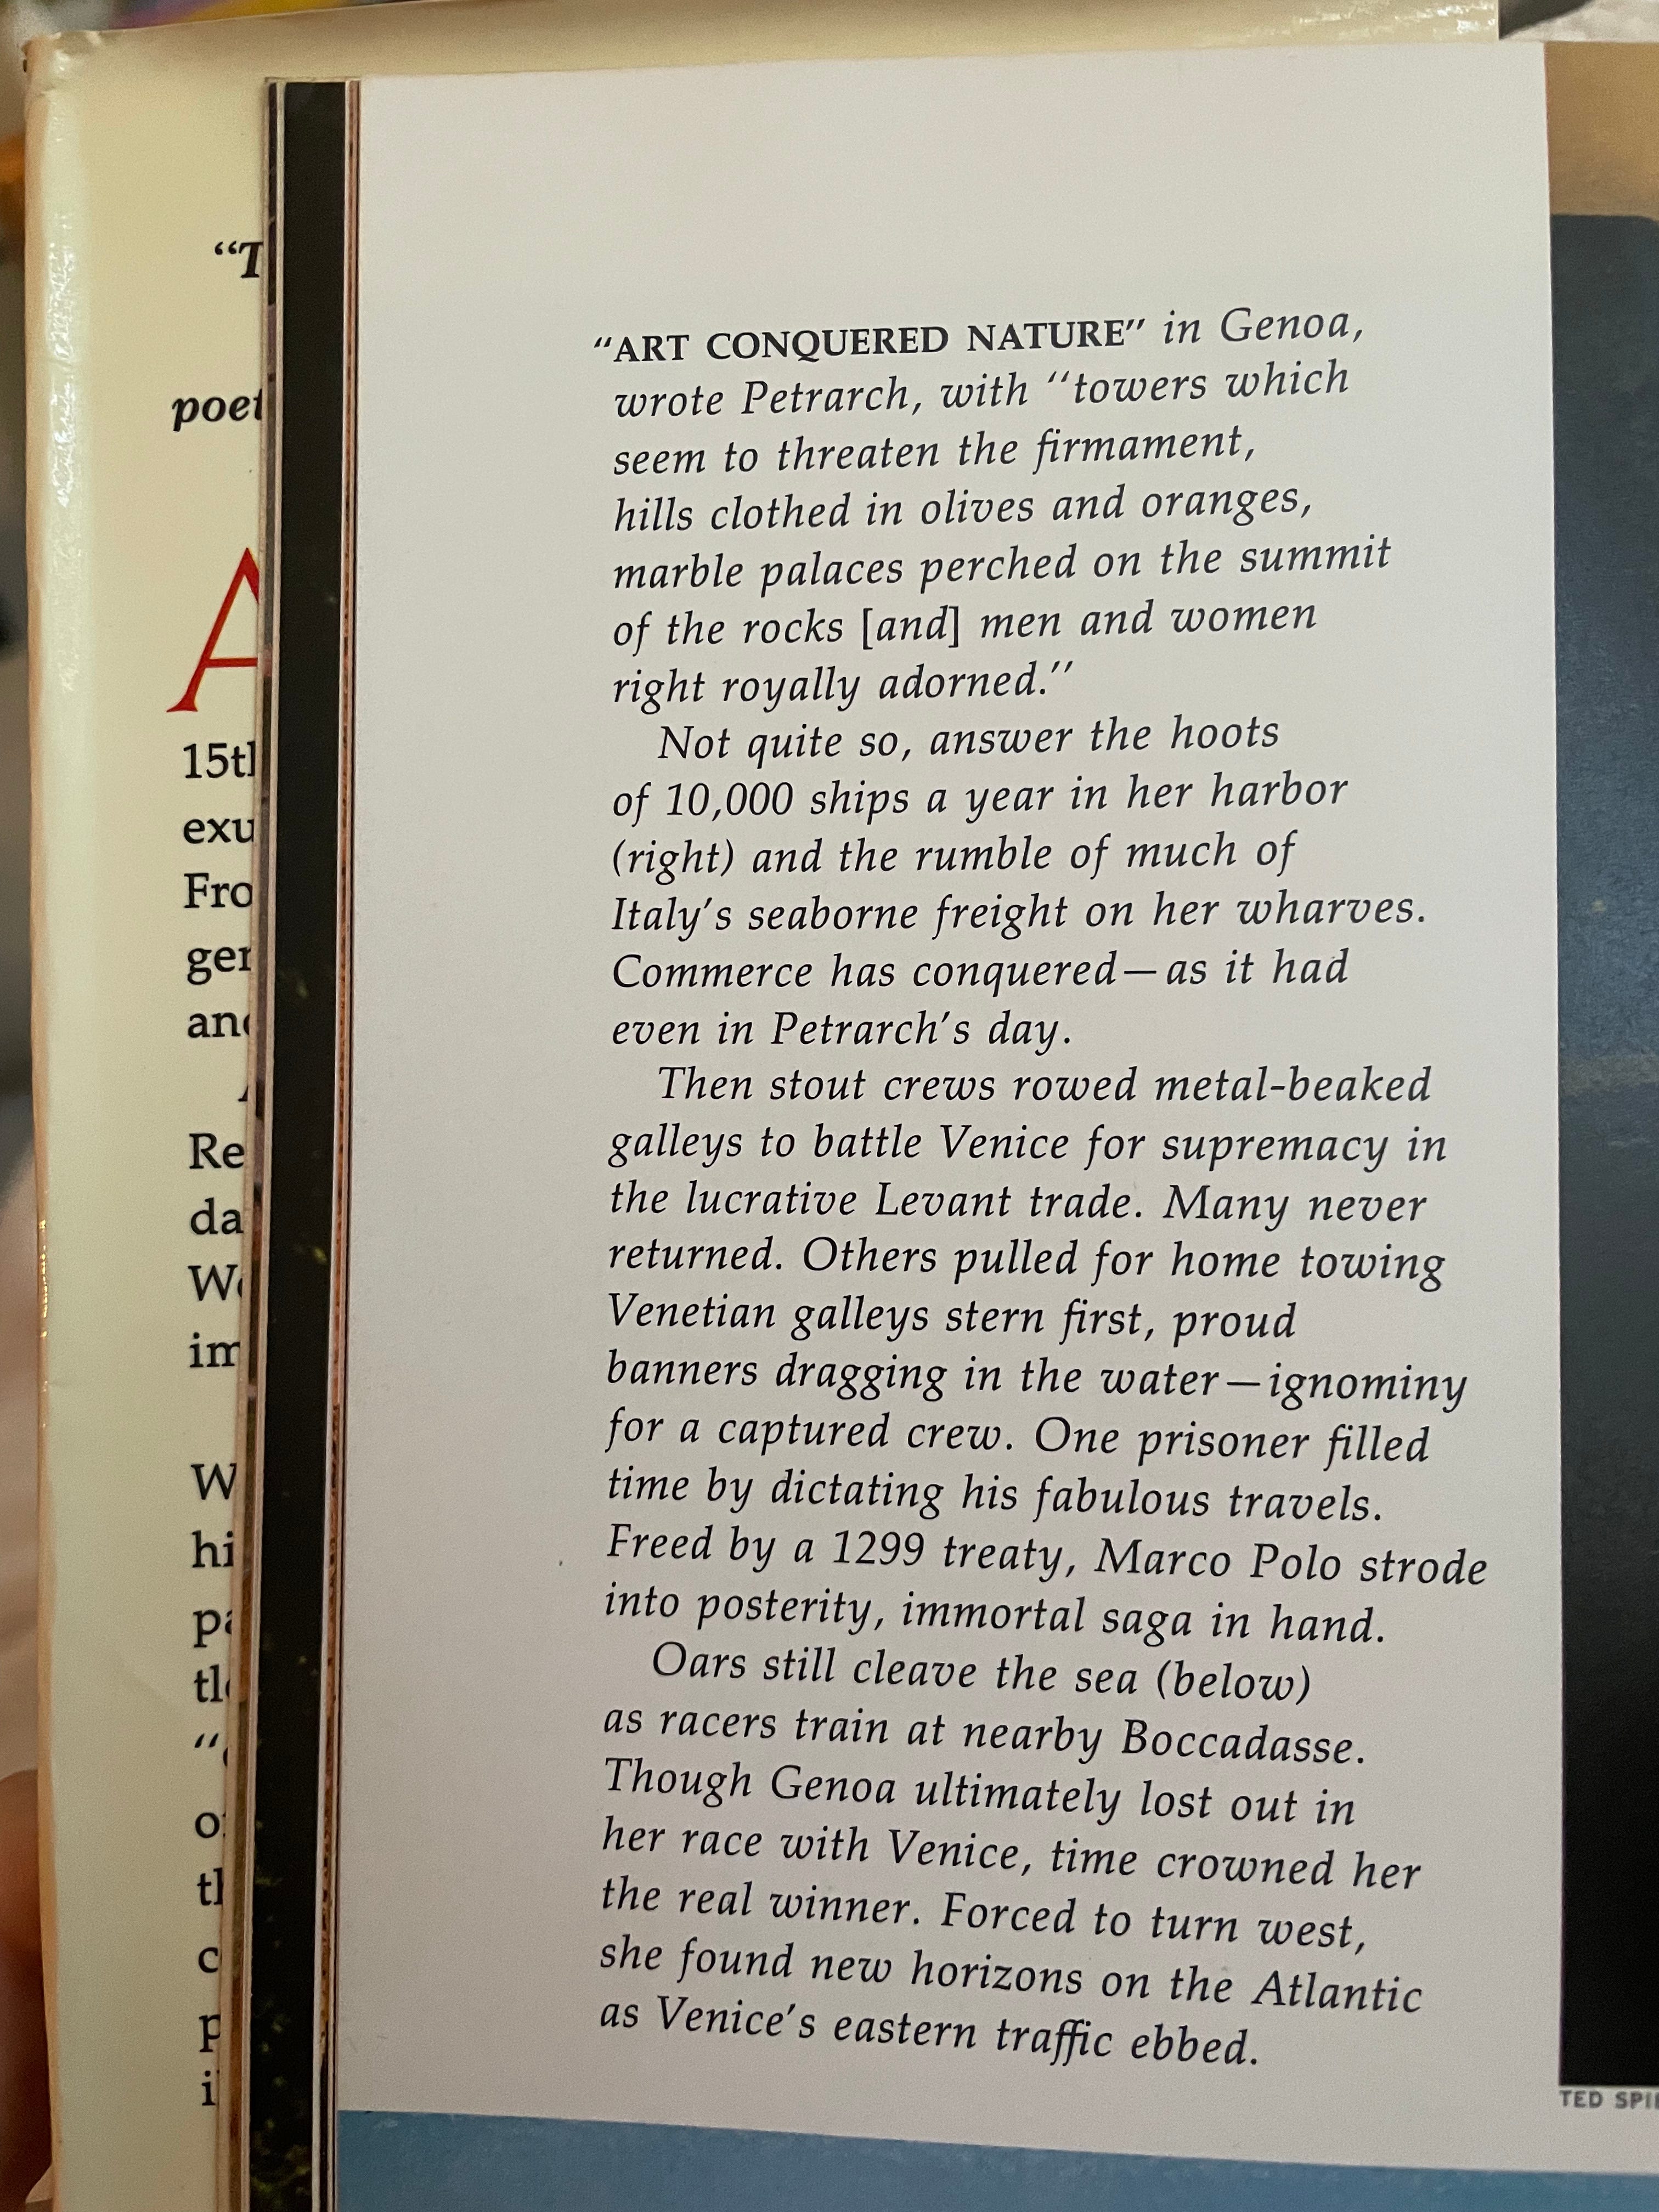 "ART CONQUERED NATURE" in Genoa,
wrote Petrarch, with "towers which
seem to threaten the firmament,
hills clothed in olives and oranges,
marble palaces perched on the summit
of the rocks [and] men and women
right royally adorned."
Not quite so, answer the hoots
of 10,000 ships a year in her harbor
(right) and the rumble of much of
Italy's seaborne freight on her wharves.
Commerce has conquered—as it had
even in Petrarch's day.
Then stout crews rowed metal-beaked
galleys to battle Venice for supremacy in
the lucrative Levant trade. Many never
returned. Others pulled for home towing
Venetian galleys stern first, proud
banners dragging in the water—ignominy
for a captured crew. One prisoner filled
time by dictating his fabulous travels.
Freed by a 1299 treaty, Marco Polo strode
into posterity, immortal saga in hand.
Oars still cleave the sea (below)
as racers train at nearby Boccadasse.
Though Genoa ultimately lost out in
her race with Venice, time crowned her
the real winner. Forced to turn west,
she found new horizons on the Atlantic
as Venice's eastern traffic ebbed.
TED